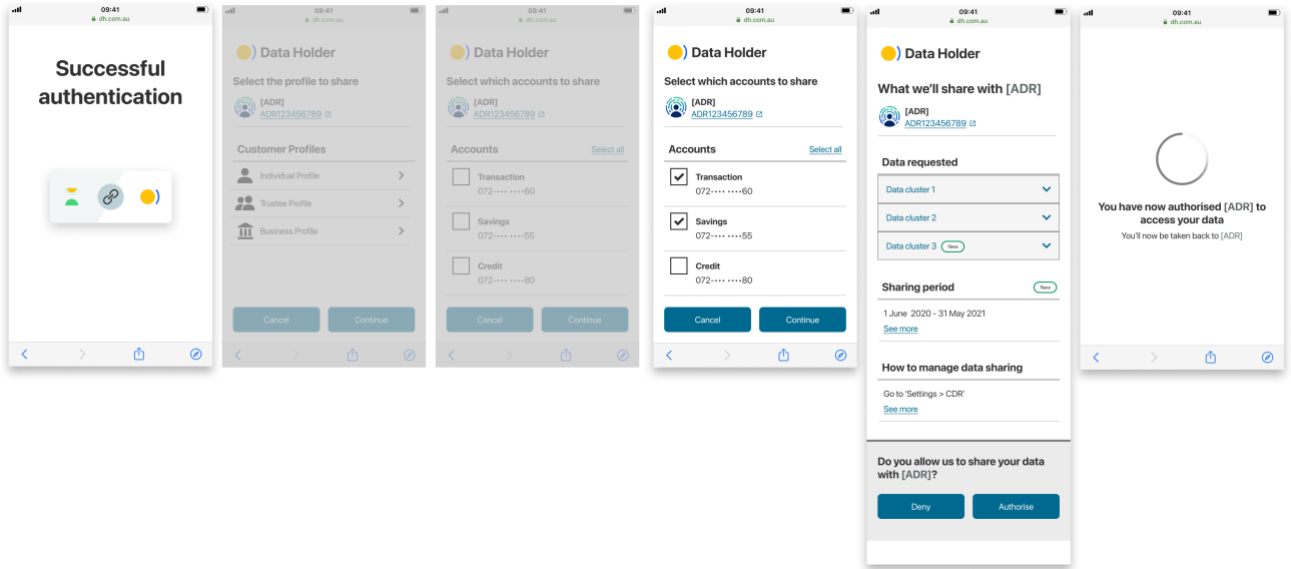 09:41
dh.com.au
Successful
authentication
09:41
dh.com.au
Data Holder
Select the profile to share
[ADR]
ADR123456789
Customer Profiles
Individual Profile
Trustee Profile
Business Profile
Cancel
Continue
09:41
dh.com.au
Data Holder
Select which accounts to share
[ADR]
ADR123456789
Accounts
Select all
Transaction
072-•••• ••••60
Savings
072-•••• ••••55
Credit
072-•••• ••••80
Cancel
Continue
09:41
dh.com.au
Data Holder
Select which accounts to share
[ADR]
ADR123456789
Accounts
Select all
Transaction
072-•••• ••••60
Savings
072-•••• ••••55
Credit
072-•••• ••••80
Cancel
Continue
09:41
dh.com.au
Data Holder
What we'll share with [ADR]
[ADR]
ADR123456789
Data requested
Data cluster 1
Data cluster 2
Data cluster 3 New
Sharing period New
1 June 2020 - 31 May 2021
See more
How to manage data sharing
Go to 'Settings > CDR'
See more
Do you allow us to share your data
with [ADR]?
Deny
Authorise
09:41
dh.com.au
You have now authorised [ADR] to
access your data
You'll now be taken back to [ADR]